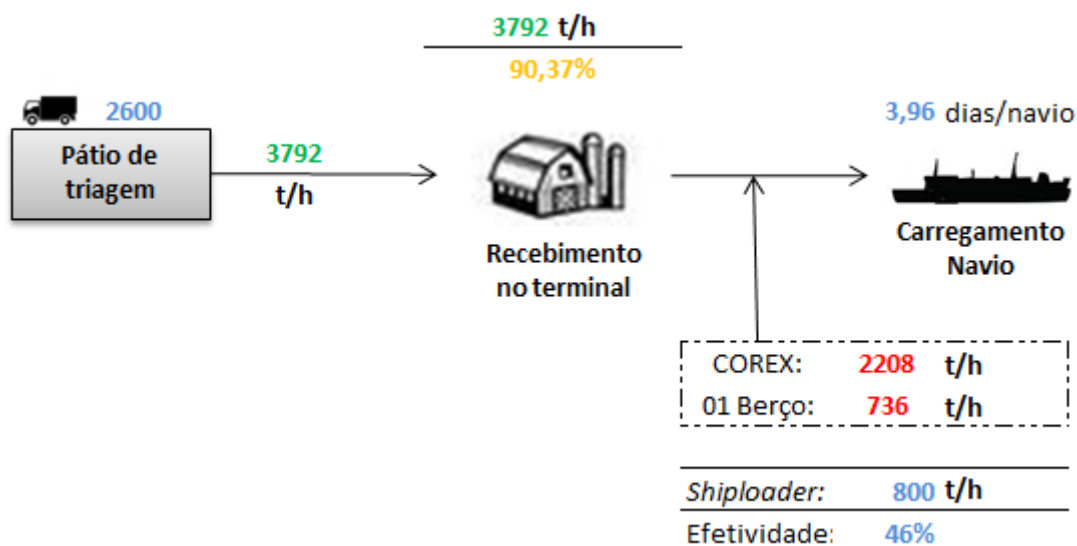 3792 t/h
90,37%
2600
Pátio de
triagem
3792
t/h
Recebimento
no terminal
3,96 dias/navio
Carregamento
Navio
COREX: 2208 t/h
01 Berço: 736 t/h
Shiploader: 800 t/h
Efetividade: 46%